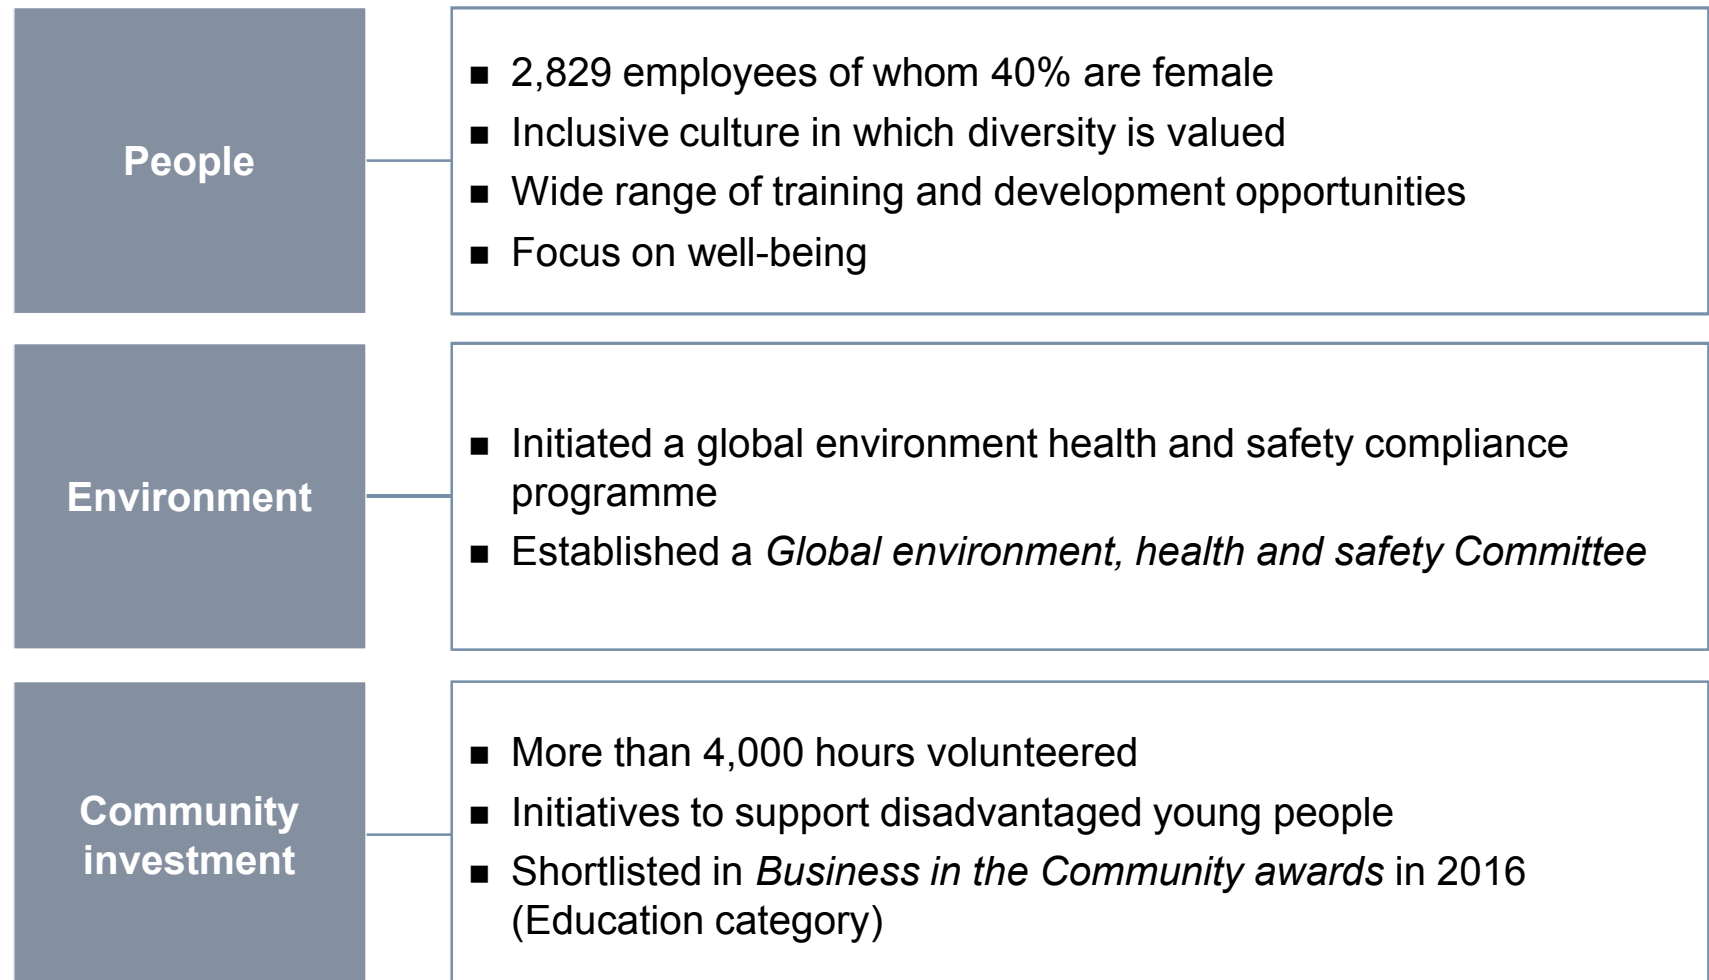 People
■ 2,829 employees of whom 40% are female
■ Inclusive culture in which diversity is valued
■ Wide range of training and development opportunities
■ Focus on well-being
Environment
■ Initiated a global environment health and safety compliance
programme
■ Established a Global environment, health and safety Committee
Community
investment
■ More than 4,000 hours volunteered
■ Initiatives to support disadvantaged young people
■ Shortlisted in Business in the Community awards in 2016
(Education category)